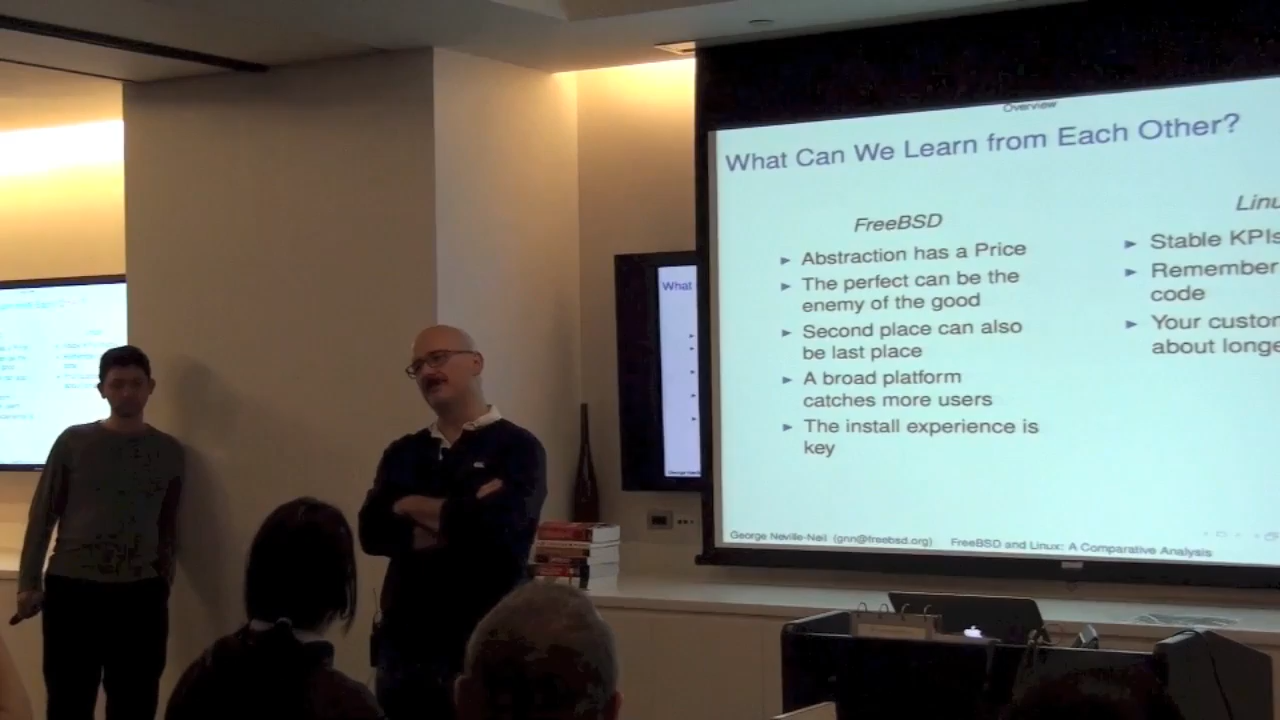 Overview
What Can We Learn from Each Other?
FreeBSD
Abstraction has a Price
The perfect can be the
enemy of the good
Second place can also
be last place
A broad platform
catches more users
The install experience is
key
Linu
Stable KPIs
Remember
code
Your custom
about longe
George Neville-Neil (gnn@freebsd.org)
FreeBSD and Linux: A Comparative Analysis
What